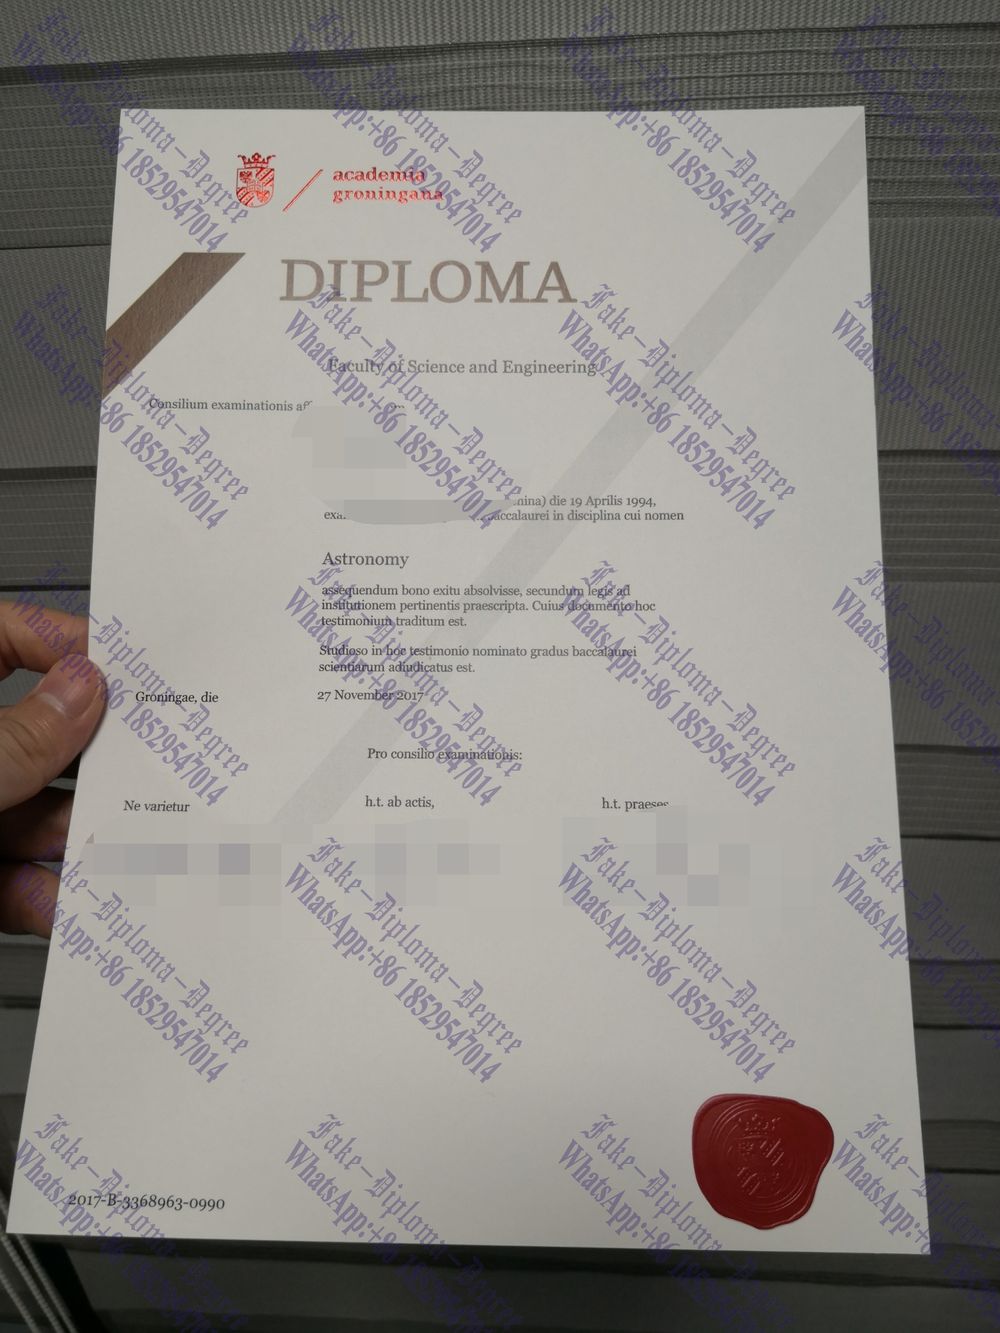 academia
groningana
DIPLOMA
Faculty of Science and Engineering
Consilium examinationis
die 19 Aprilis 1994,
in disciplina cui nomen
Astronomy
assequendum bono exitu absolvisse, secundum legis ad
institutionem pertinentis praescripta. Cuius documento hoc
testimonium traditum est.
Studioso in hoc testimonio nominato gradus baccalaurei
scientiarum adiudicatus est.
Groningae, die 27 November 2017
Pro consilio examinationis:
Ne varietur h.t. ab actis, h.t. praeses
2017-B-3368963-0990
Fake-Diploma-Degree
WhatsApp:+86 18529547014